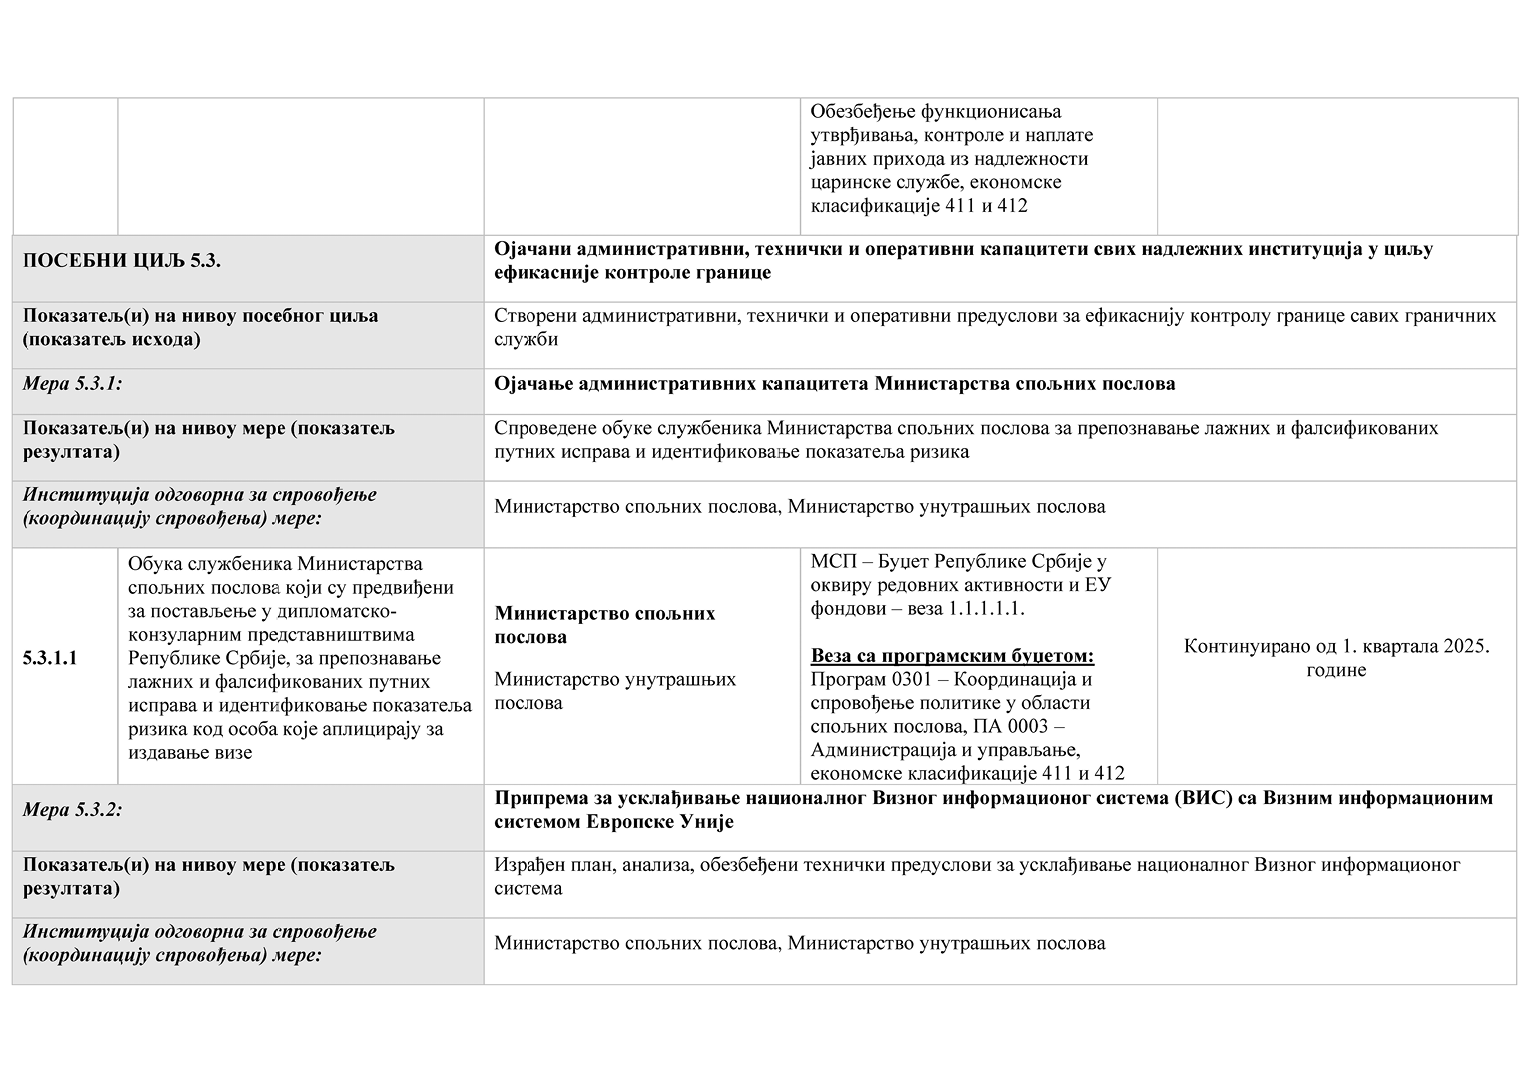 Обезбеђење функционисања
утврђивања, контроле и наплате
јавних прихода из надлежности
царинске службе, економске
класификације 411 и 412
ПОСЕБНИ ЦИЉ 5.3.
Ојачани административни, технички и оперативни капацитети свих надлежних институција у циљу
ефикасније контроле границе
Показатељ(и) на нивоу посебног циља
(показатељ исхода)
Створени административни, технички и оперативни предуслови за ефикаснију контролу границе савих граничних
служби
Мера 5.3.1:
Ојачање административних капацитета Министарства спољних послова
Показатељ(и) на нивоу мере (показатељ
резултата)
Спроведене обуке службеника Министарства спољних послова за препознавање лажних и фалсификованих
путних исправа и идентификовање показатеља ризика
Институција одговорна за спровођење
(координацију спровођења) мере:
Министарство спољних послова, Министарство унутрашњих послова
5.3.1.1
Обука службеника Министарства
спољних послова који су предвиђени
за постављење у дипломатско-
конзуларним представништвима
Републике Србије, за препознавање
лажних и фалсификованих путних
исправа и идентификовање показатеља
ризика код особа које аплицирају за
издавање визе
Министарство спољних
послова
Министарство унутрашњих
послова
МСП – Буџет Републике Србије у
оквиру редовних активности и ЕУ
фондови – веза 1.1.1.1.1.
Веза са програмским буџетом:
Програм 0301 – Координација и
спровођење политике у области
спољних послова, ПА 0003 –
Администрација и управљање,
економске класификације 411 и 412
Континуирано од 1. квартала 2025.
године
Мера 5.3.2:
Припрема за усклађивање националног Визног информационог система (ВИС) са Визним информационим
системом Европске Уније
Показатељ(и) на нивоу мере (показатељ
резултата)
Израђен план, анализа, обезбеђени технички предуслови за усклађивање националног Визног информационог
система
Институција одговорна за спровођење
(координацију спровођења) мере:
Министарство спољних послова, Министарство унутрашњих послова